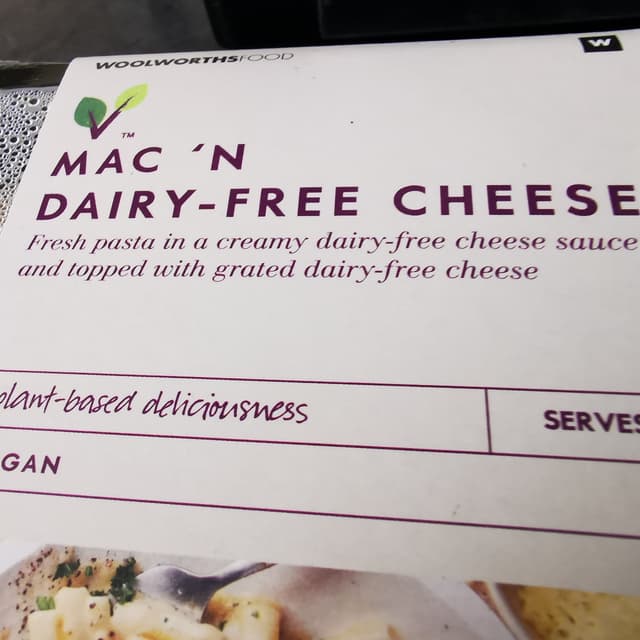 WOOLWORTHSFOOD
W
TM
MAC 'N
DAIRY-FREE CHEESE
Fresh pasta in a creamy dairy-free cheese sauce
and topped with grated dairy-free cheese
plant-based deliciousness
SERVES
GAN